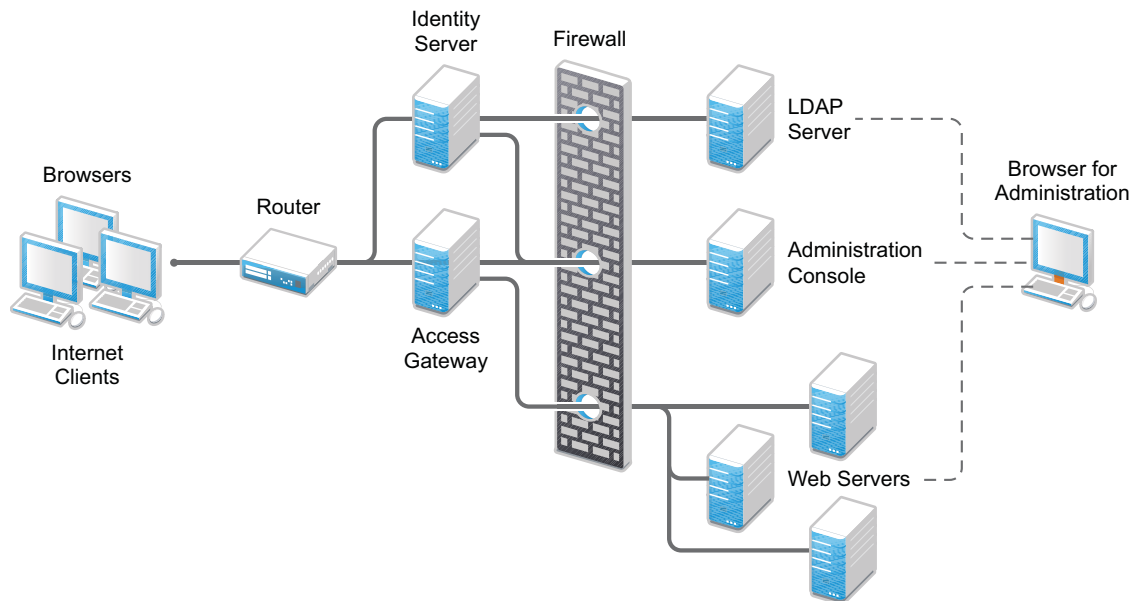 Identity
Server
Firewall
LDAP
Server
Browsers
Router
Browser for
Administration
Administration
Console
Internet
Clients
Access
Gateway
Web Servers